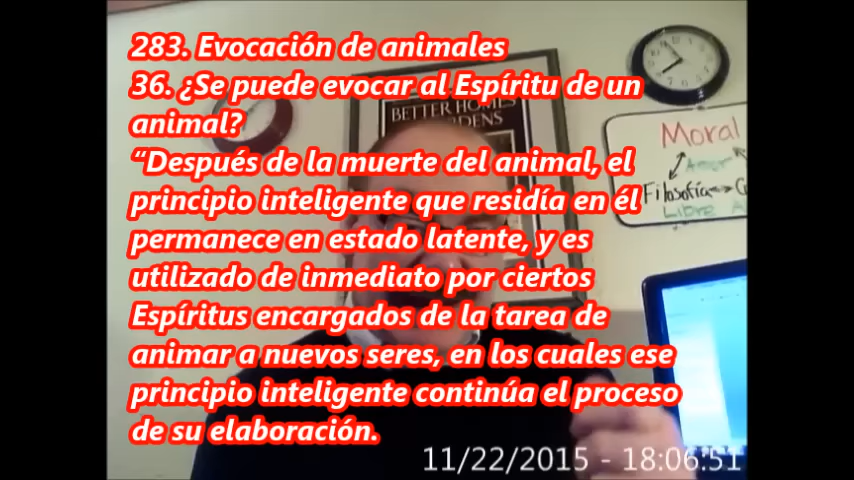 283. Evocación de animales
36. ¿Se puede evocar al Espíritu de un
animal?
“Después de la muerte del animal, el
principio inteligente que residía en él
permanece en estado latente, y es
utilizado de inmediato por ciertos
Espíritus encargados de la tarea de
animar a nuevos seres, en los cuales ese
principio inteligente continúa el proceso
de su elaboración.
BETTER HOMES
Moral
Amor
Filosofía
Libre
11/22/2015 - 18:06:51